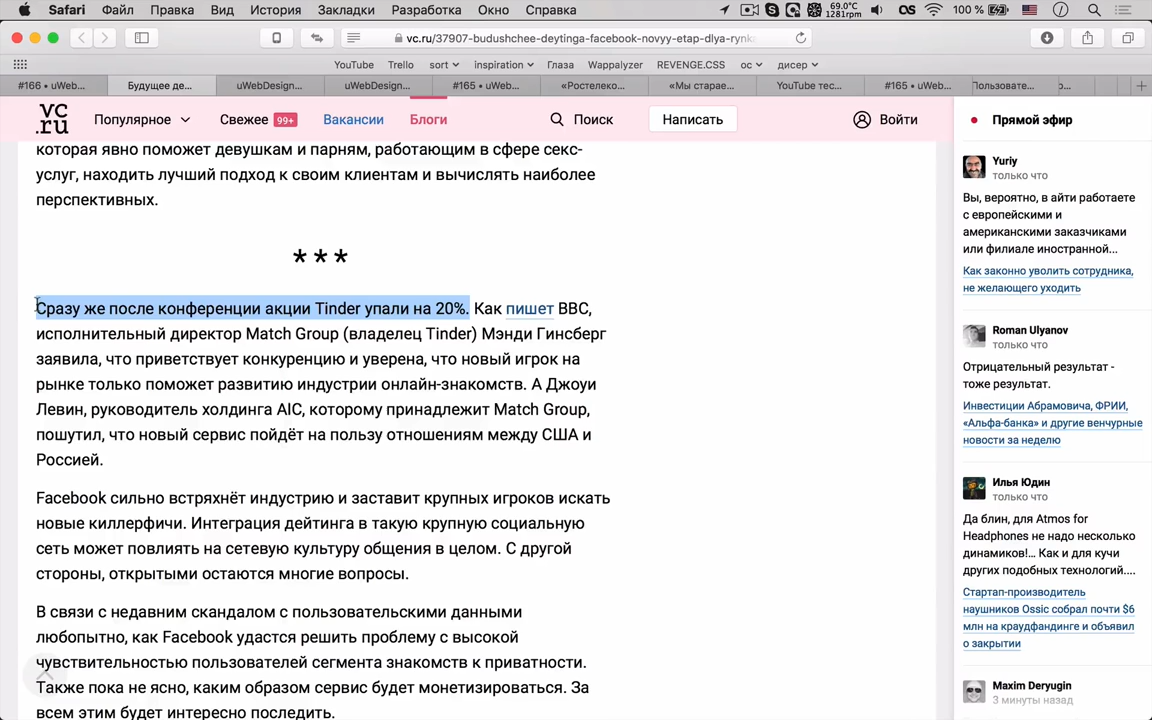 Safari Файл Правка Вид История Закладки Разработка Окно Справка 69.0°C 1281rpm 100 %
vc.ru/37907-budushchee-deytinga-facebook-novyy-etap-dlya-rynk
YouTube Trello sort inspiration Глаза Wappalyzer REVENGE.CSS ос дисер
#166 • uWeb... Будущее де... uWebDesign... uWebDesign... #165 • uWeb... «Ростелеко... «Мы старае... YouTube тес... #165 • uWeb... Пользовате...
vc.ru Популярное Свежее 99+ Вакансии Блоги Поиск Написать Войти
которая явно поможет девушкам и парням, работающим в сфере секс-
услуг, находить лучший подход к своим клиентам и вычислять наиболее
перспективных.
***
Сразу же после конференции акции Tinder упали на 20%. Как пишет BBC,
исполнительный директор Match Group (владелец Tinder) Мэнди Гинсберг
заявила, что приветствует конкуренцию и уверена, что новый игрок на
рынке только поможет развитию индустрии онлайн-знакомств. А Джоуи
Левин, руководитель холдинга AIC, которому принадлежит Match Group,
пошутил, что новый сервис пойдёт на пользу отношениям между США и
Россией.
Facebook сильно встряхнёт индустрию и заставит крупных игроков искать
новые киллерфичи. Интеграция дейтинга в такую крупную социальную
сеть может повлиять на сетевую культуру общения в целом. С другой
стороны, открытыми остаются многие вопросы.
В связи с недавним скандалом с пользовательскими данными
любопытно, как Facebook удастся решить проблему с высокой
чувствительностью пользователей сегмента знакомств к приватности.
Также пока не ясно, каким образом сервис будет монетизироваться. За
всем этим будет интересно последить.
Прямой эфир
Yuriy
только что
Вы, вероятно, в айти работаете
с европейскими и
американскими заказчиками
или филиале иностранной...
Как законно уволить сотрудника,
не желающего уходить
Roman Ulyanov
только что
Отрицательный результат -
тоже результат.
Инвестиции Абрамовича, ФРИИ,
«Альфа-банка» и другие венчурные
новости за неделю
Илья Юдин
только что
Да блин, для Atmos for
Headphones не надо несколько
динамиков!... Как и для кучи
других подобных технологий....
Стартап-производитель
наушников Ossic собрал почти $6
млн на краудфандинге и объявил
о закрытии
Maxim Deryugin
3 минуты назад